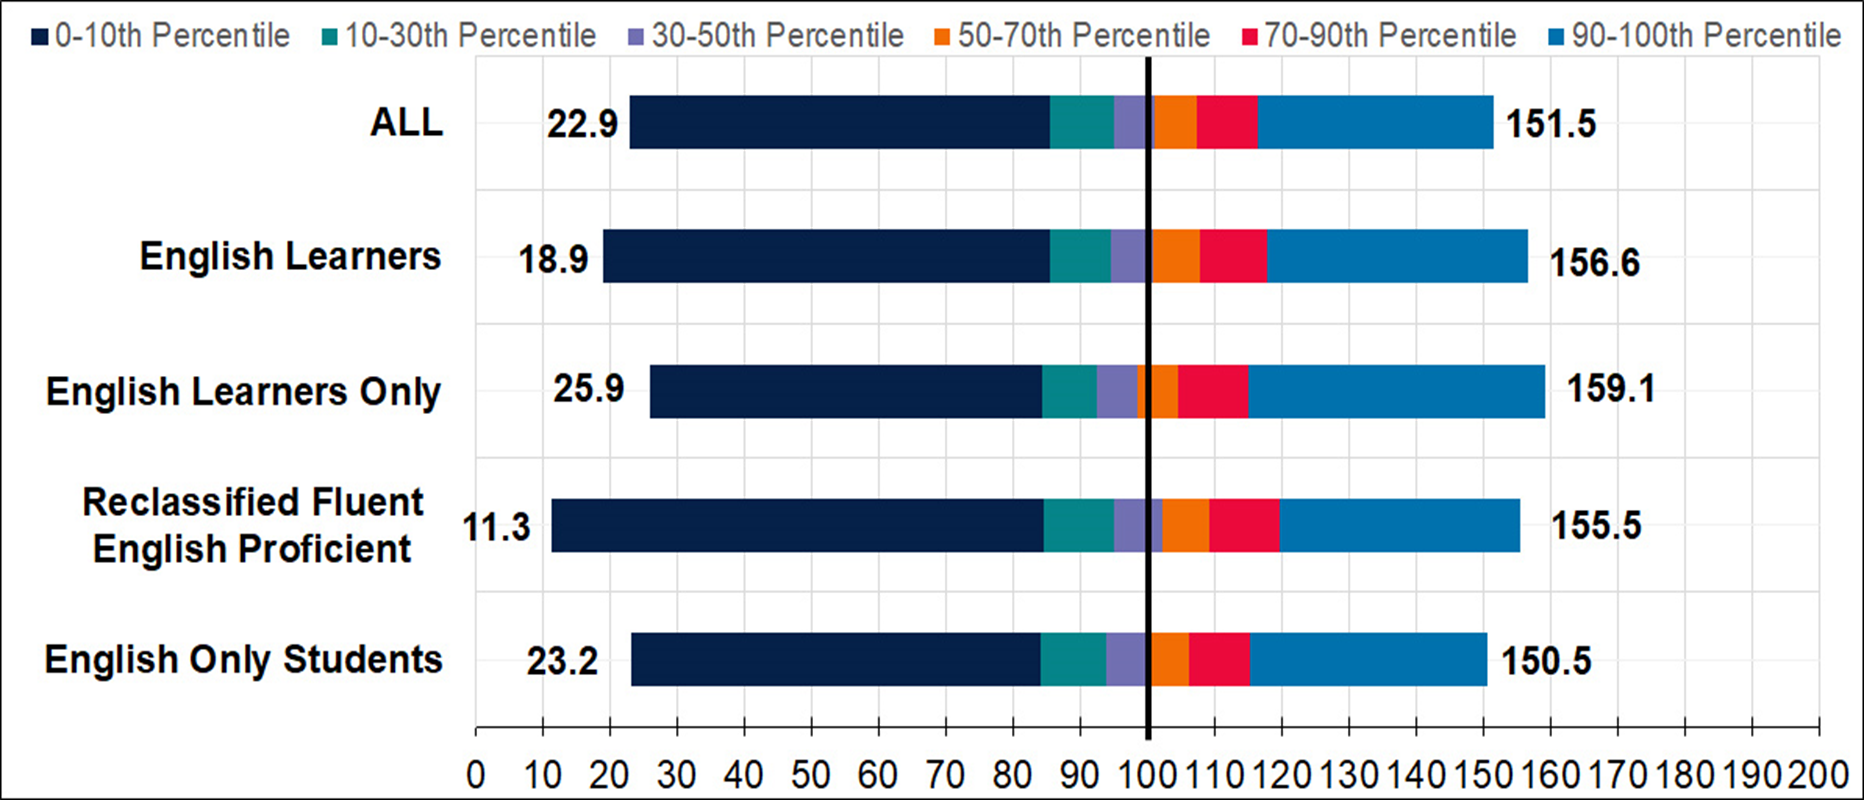 0-10th Percentile 10-30th Percentile 30-50th Percentile 50-70th Percentile 70-90th Percentile 90-100th Percentile
ALL 22.9 151.5
English Learners 18.9 156.6
English Learners Only 25.9 159.1
Reclassified Fluent
English Proficient 11.3 155.5
English Only Students 23.2 150.5
0 10 20 30 40 50 60 70 80 90 100 110 120 130 140 150 160 170 180 190 200